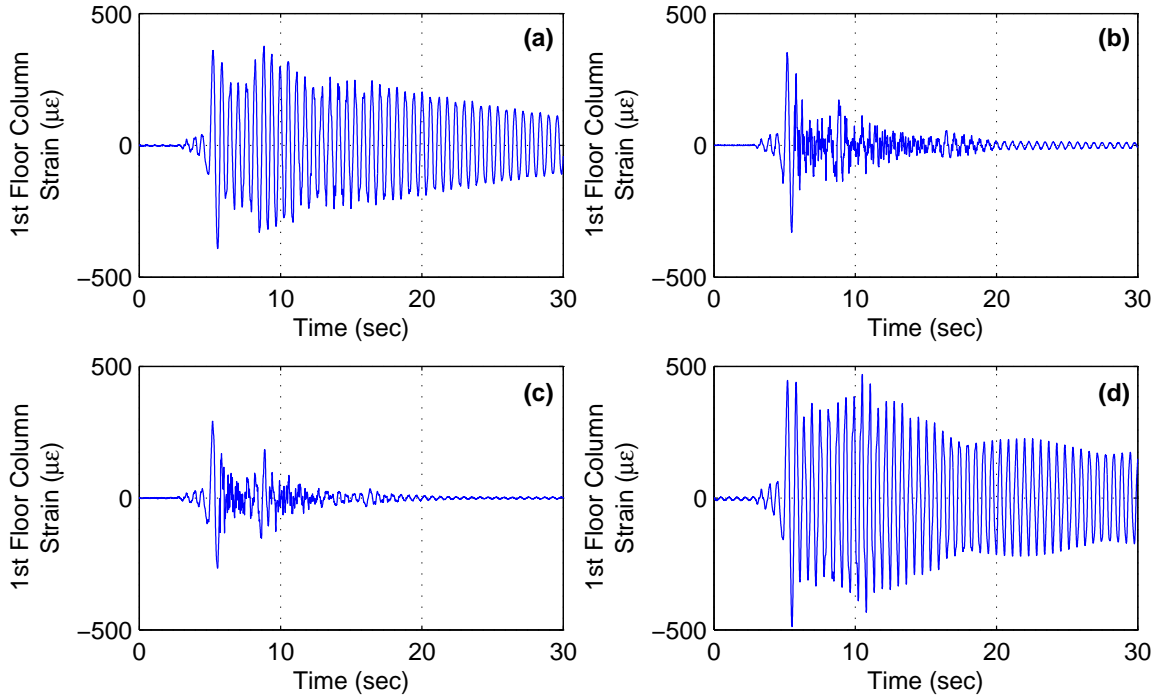 (a)
1st Floor Column
Strain (με)
500
0
−500
0 10 20 30
Time (sec)
(b)
1st Floor Column
Strain (με)
500
0
−500
0 10 20 30
Time (sec)
(c)
1st Floor Column
Strain (με)
500
0
−500
0 10 20 30
Time (sec)
(d)
1st Floor Column
Strain (με)
500
0
−500
0 10 20 30
Time (sec)